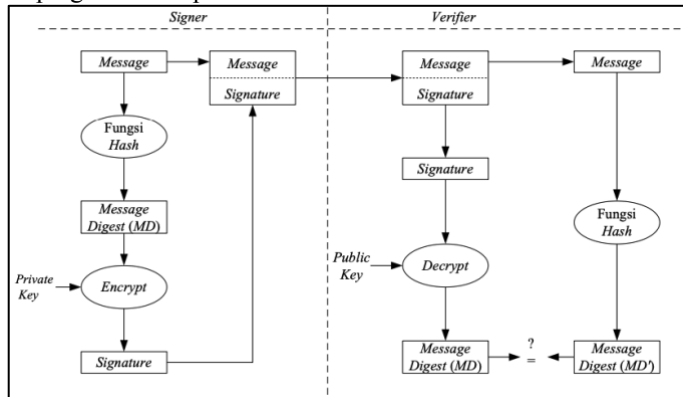 Signer
Message
Fungsi
Hash
Message
Digest (MD)
Private
Key
Encrypt
Signature
Message
Signature
Verifier
Message
Signature
Signature
Public
Key
Decrypt
Message
Digest (MD)
?
=
Message
Fungsi
Hash
Message
Digest (MD')